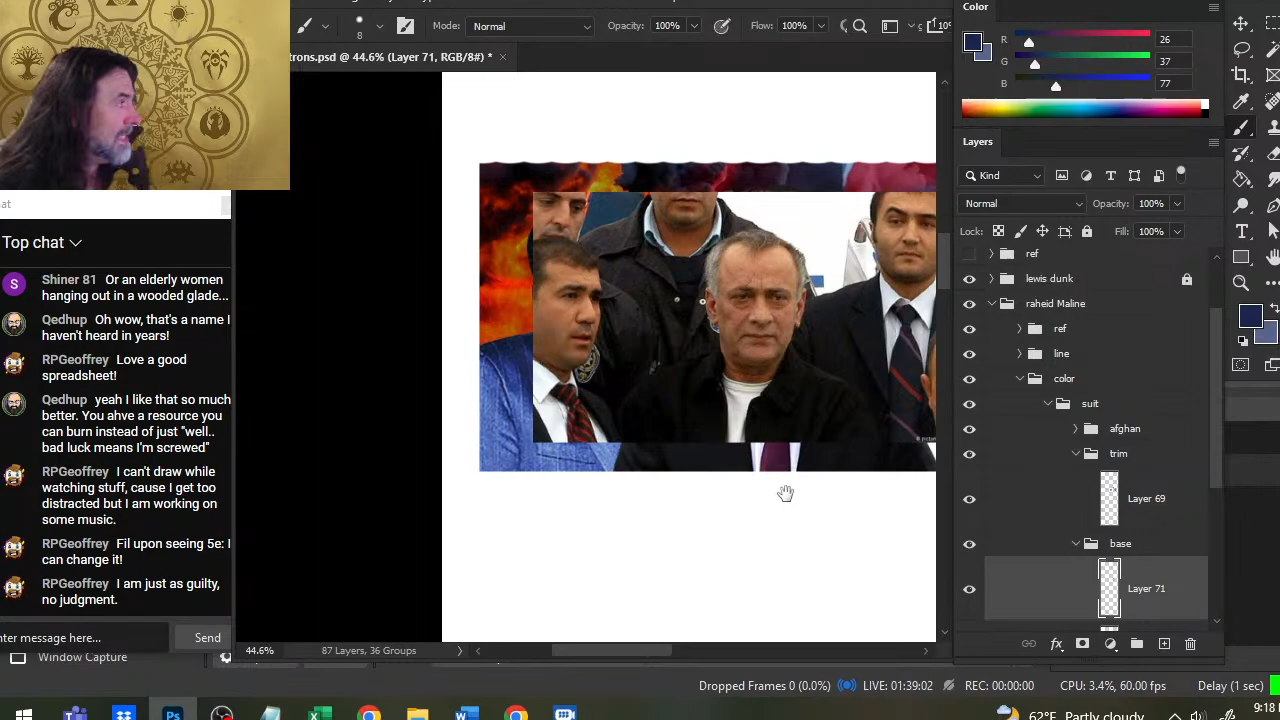 Mode:
Normal
Opacity:
100%
Flow:
100%
8
trons.psd @ 44.6% (Layer 71, RGB/8#) *
Color
R
26
G
37
B
77
Top chat
Shiner 81 Or an elderly women
hanging out in a wooded glade...
Qedhup Oh wow, that's a name I
haven't heard in years!
RPGeoffrey Love a good
spreadsheet!
Qedhup yeah I like that so much
better. You ahve a resource you
can burn instead of just "well..
bad luck means I'm screwed"
RPGeoffrey I can't draw while
watching stuff, cause I get too
distracted but I am working on
some music.
RPGeoffrey Fil upon seeing 5e: I
can change it!
RPGeoffrey I am just as guilty,
no judgment.
nter message here...
Send
Window Capture
Layers
Kind
Normal
Opacity:
100%
Lock:
Fill:
100%
ref
lewis dunk
raheid Maline
ref
line
color
suit
afghan
trim
Layer 69
base
Layer 71
fx
44.6%
87 Layers, 36 Groups
Dropped Frames 0 (0.0%)
LIVE: 01:39:02
REC: 00:00:00
CPU: 3.4%, 60.00 fps
Delay (1 sec)
62°F Partly cloudy
9:18